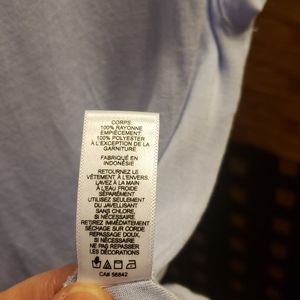 CORPS:
100% RAYONNE
EMPIÈCEMENT:
100% POLYESTER
À L'EXCEPTION DE LA
GARNITURE
FABRIQUÉ EN
INDONÉSIE
RETOURNEZ LE
VÊTEMENT À L'ENVERS.
LAVEZ À LA MAIN
À L'EAU FROIDE
SÉPARÉMENT
UTILISEZ SEULEMENT
DU JAVELLISANT
SANS CHLORE,
SI NÉCESSAIRE
SÉCHAGE SUR CORDE
REPASSAGE DOUX,
SI NÉCESSAIRE
NE PAS REPASSER
LES DÉCORATIONS
CA# 56842